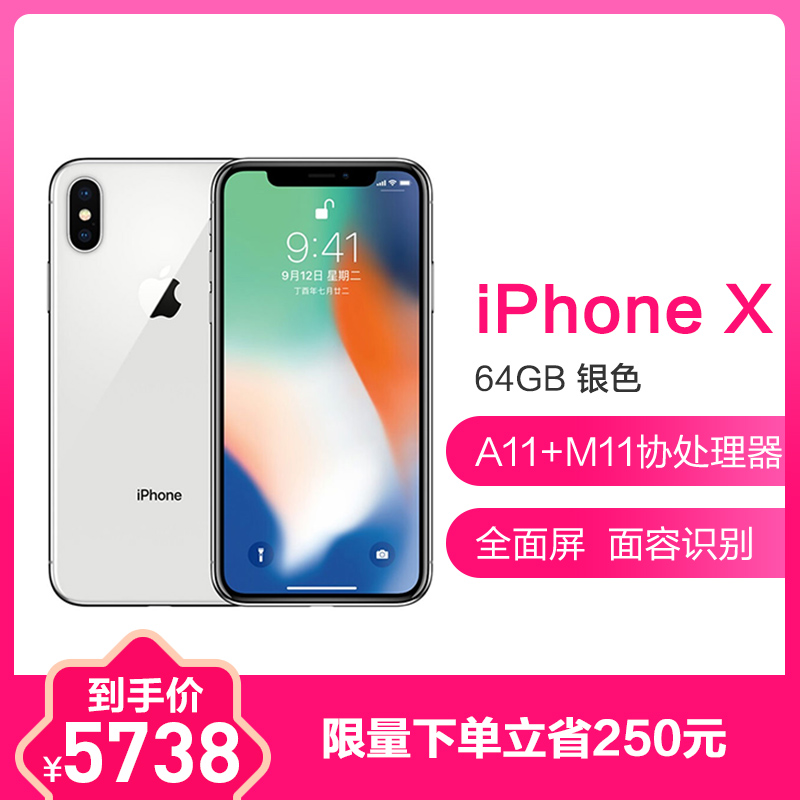 9:41
9月12日 星期二
丁酉年七月廿二
iPhone
iPhone X
64GB 银色
A11+M11协处理器
全面屏 面容识别
到手价
¥5738
限量下单立省250元